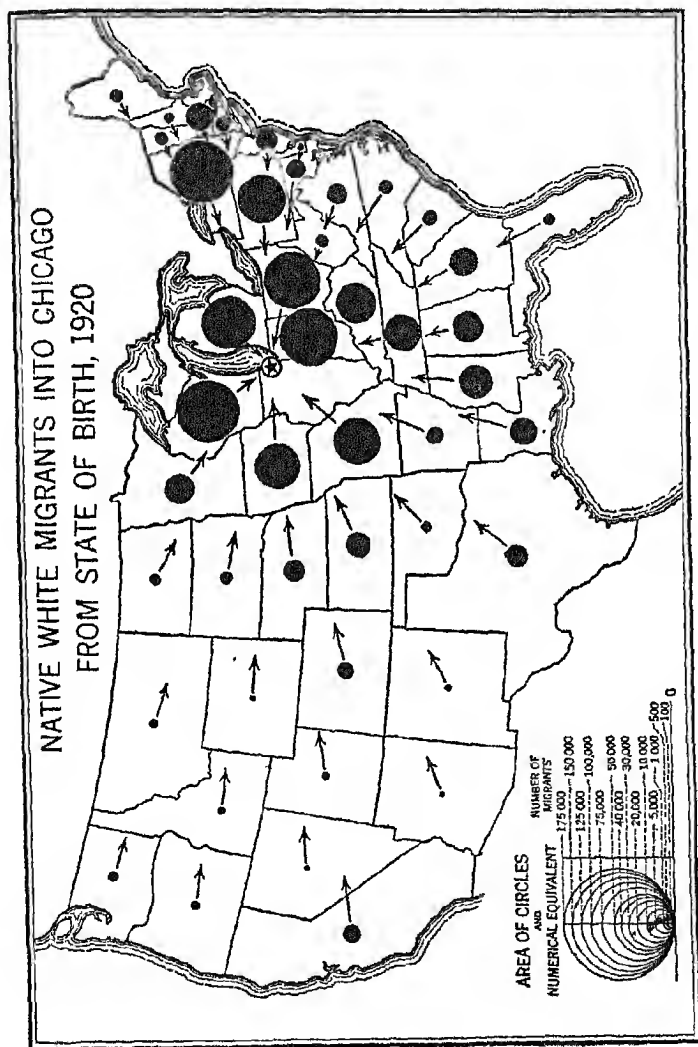 NATIVE WHITE MIGRANTS INTO CHICAGO
FROM STATE OF BIRTH, 1920
AREA OF CIRCLES
AND
NUMERICAL EQUIVALENT
NUMBER OF
MIGRANTS
175 000
150 000
125 000
100,000
75,000
50 000
40 000
30,000
20,000
10 000
5,000
1 000
500
100
0